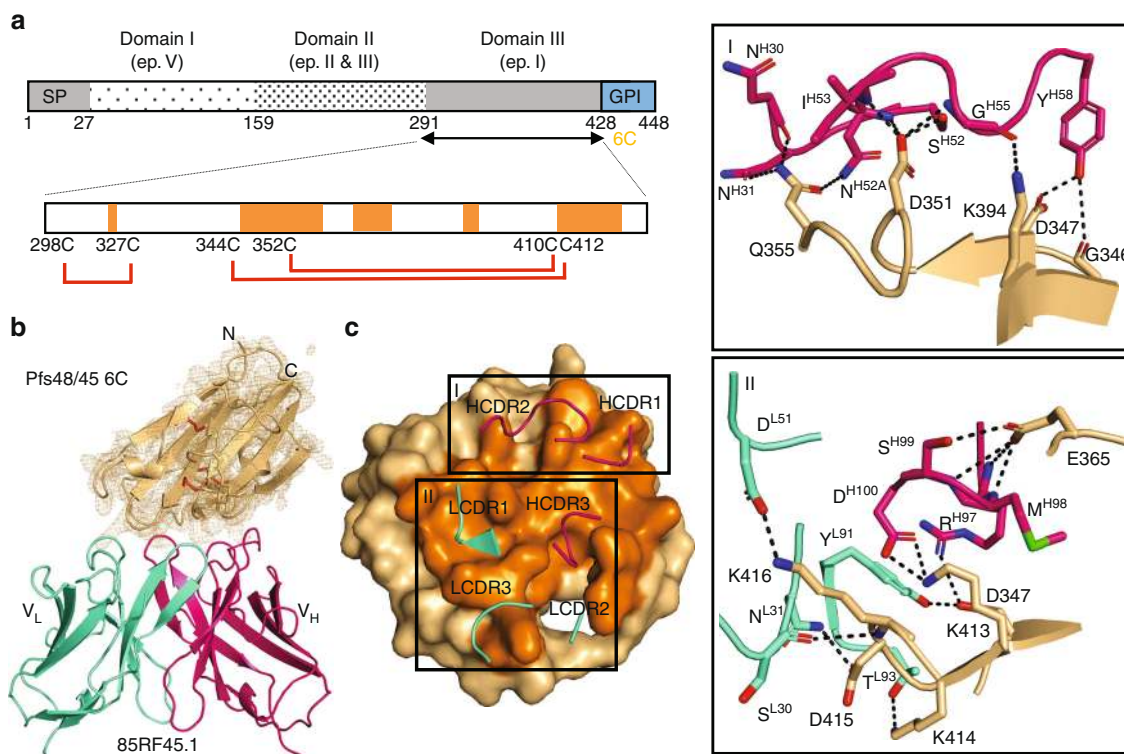 a
Domain I
(ep. V)
Domain II
(ep. II & III)
Domain III
(ep. I)
SP
GPI
1
27
159
291
428
448
6C
298C
327C
344C
352C
410C
C412
b
Pfs48/45 6C
N
C
VL
VH
85RF45.1
c
I
HCDR2
HCDR1
II
LCDR1
HCDR3
LCDR3
LCDR2
I
N^H30
I^H53
G^H55
Y^H58
S^H52
N^H31
N^H52A
D351
K394
D347
Q355
G346
II
D^L51
S^H99
E365
D^H100
M^H98
R^H97
Y^L91
K416
D347
N^L31
K413
T^L93
S^L30
D415
K414